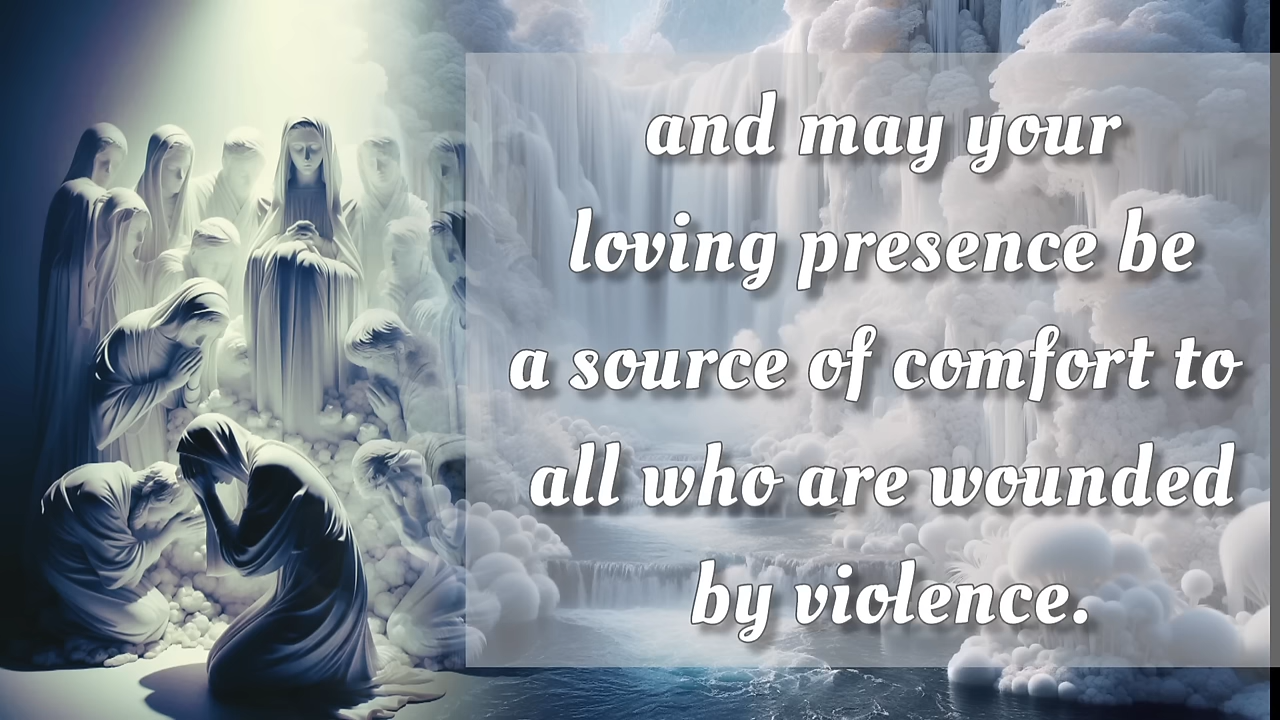 and may your
loving presence be
a source of comfort to
all who are wounded
by violence.